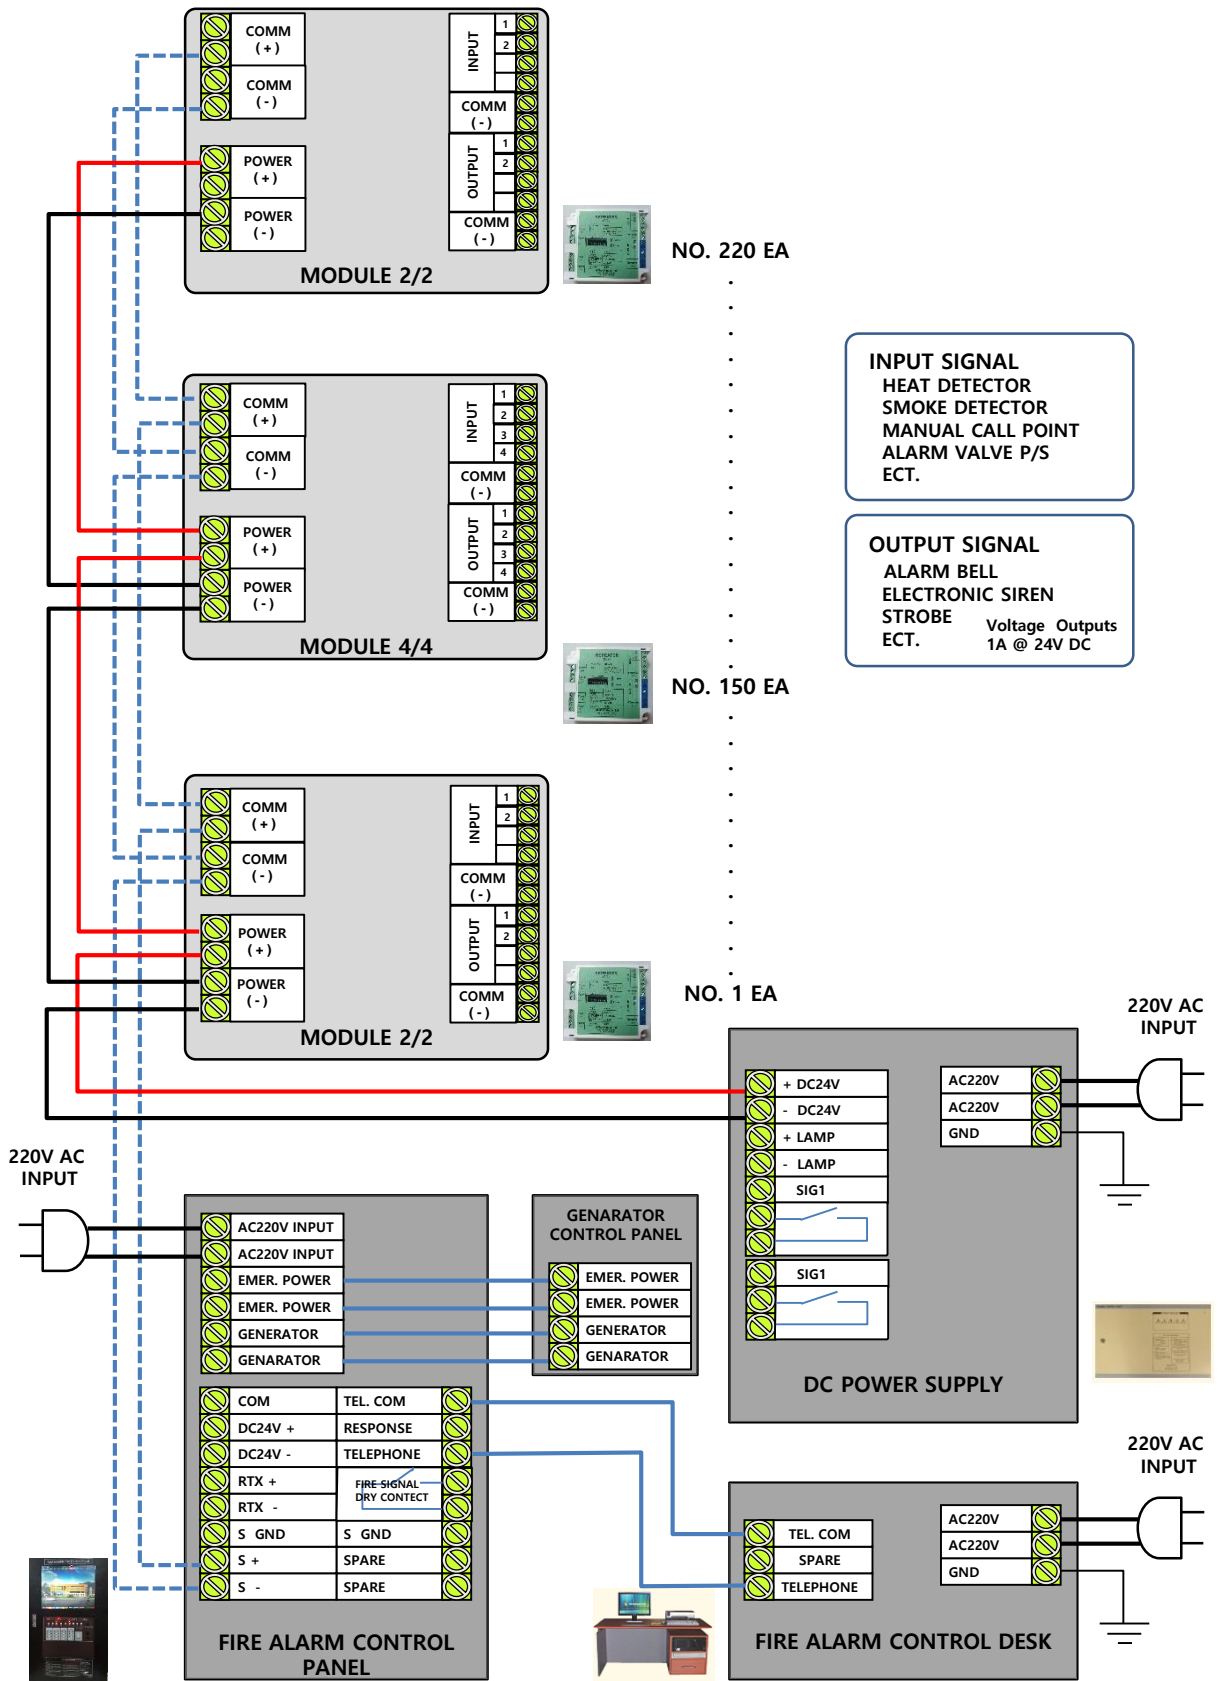 COMM
(+)
COMM
(-)
POWER
(+)
POWER
(-)
INPUT
1
2
COMM
(-)
OUTPUT
1
2
COMM
(-)
MODULE 2/2
NO. 220 EA
COMM
(+)
COMM
(-)
POWER
(+)
POWER
(-)
INPUT
1
2
3
4
COMM
(-)
OUTPUT
1
2
3
4
COMM
(-)
MODULE 4/4
NO. 150 EA
INPUT SIGNAL
HEAT DETECTOR
SMOKE DETECTOR
MANUAL CALL POINT
ALARM VALVE P/S
ECT.
OUTPUT SIGNAL
ALARM BELL
ELECTRONIC SIREN
STROBE
ECT.
Voltage Outputs
1A @ 24V DC
COMM
(+)
COMM
(-)
POWER
(+)
POWER
(-)
INPUT
1
2
COMM
(-)
OUTPUT
1
2
COMM
(-)
MODULE 2/2
NO. 1 EA
220V AC
INPUT
+ DC24V
- DC24V
+ LAMP
- LAMP
SIG1
SIG1
AC220V
AC220V
GND
DC POWER SUPPLY
220V AC
INPUT
AC220V INPUT
AC220V INPUT
EMER. POWER
EMER. POWER
GENERATOR
GENARATOR
GENARATOR
CONTROL PANEL
EMER. POWER
EMER. POWER
GENERATOR
GENARATOR
COM
DC24V +
DC24V -
RTX +
RTX -
S GND
S +
S -
TEL. COM
RESPONSE
TELEPHONE
FIRE SIGNAL
DRY CONTECT
S GND
SPARE
SPARE
FIRE ALARM CONTROL
PANEL
220V AC
INPUT
TEL. COM
SPARE
TELEPHONE
AC220V
AC220V
GND
FIRE ALARM CONTROL DESK